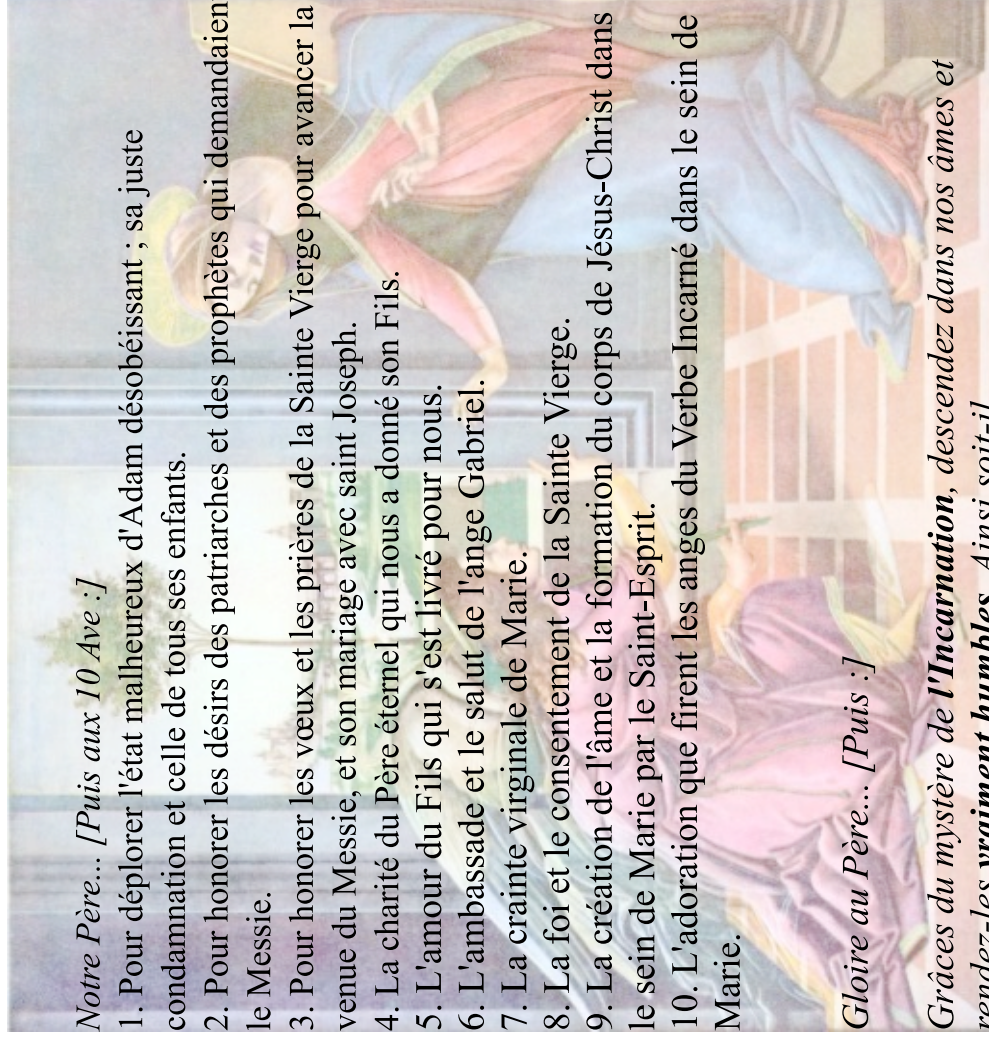 Notre Père... [Puis aux 10 Ave :]
1. Pour déplorer l'état malheureux d'Adam désobéissant ; sa juste
condamnation et celle de tous ses enfants.
2. Pour honorer les désirs des patriarches et des prophètes qui demandaien
le Messie.
3. Pour honorer les vœux et les prières de la Sainte Vierge pour avancer la
venue du Messie, et son mariage avec saint Joseph.
4. La charité du Père éternel qui nous a donné son Fils.
5. L'amour du Fils qui s'est livré pour nous.
6. L'ambassade et le salut de l'ange Gabriel.
7. La crainte virginale de Marie.
8. La foi et le consentement de la Sainte Vierge.
9. La création de l'âme et la formation du corps de Jésus-Christ dans
le sein de Marie par le Saint-Esprit.
10. L'adoration que firent les anges du Verbe Incarné dans le sein de
Marie.
Gloire au Père... [Puis :]
Grâces du mystère de l'Incarnation, descendez dans nos âmes et
rendez-les vraiment humbles. Ainsi soit-il